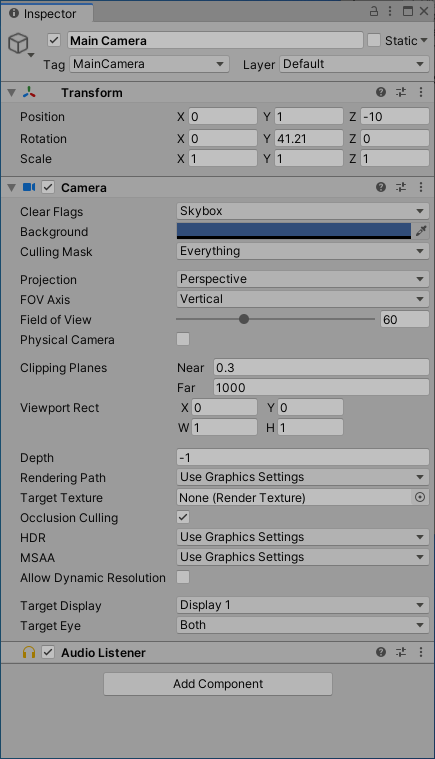 Inspector
Main Camera Static
Tag MainCamera Layer Default
Transform
Position X 0 Y 1 Z -10
Rotation X 0 Y 41.21 Z 0
Scale X 1 Y 1 Z 1
Camera
Clear Flags Skybox
Background
Culling Mask Everything
Projection Perspective
FOV Axis Vertical
Field of View 60
Physical Camera
Clipping Planes Near 0.3
Far 1000
Viewport Rect X 0 Y 0
W 1 H 1
Depth -1
Rendering Path Use Graphics Settings
Target Texture None (Render Texture)
Occlusion Culling
HDR Use Graphics Settings
MSAA Use Graphics Settings
Allow Dynamic Resolution
Target Display Display 1
Target Eye Both
Audio Listener
Add Component